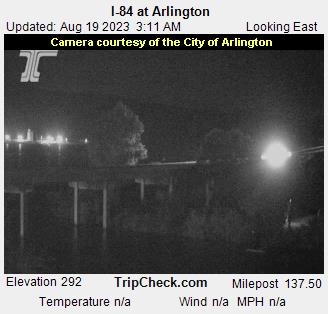 I-84 at Arlington
Updated: Aug 19 2023 3:11 AM Looking East
Camera courtesy of the City of Arlington
Elevation 292 TripCheck.com Milepost 137.50
Temperature n/a Wind n/a MPH n/a